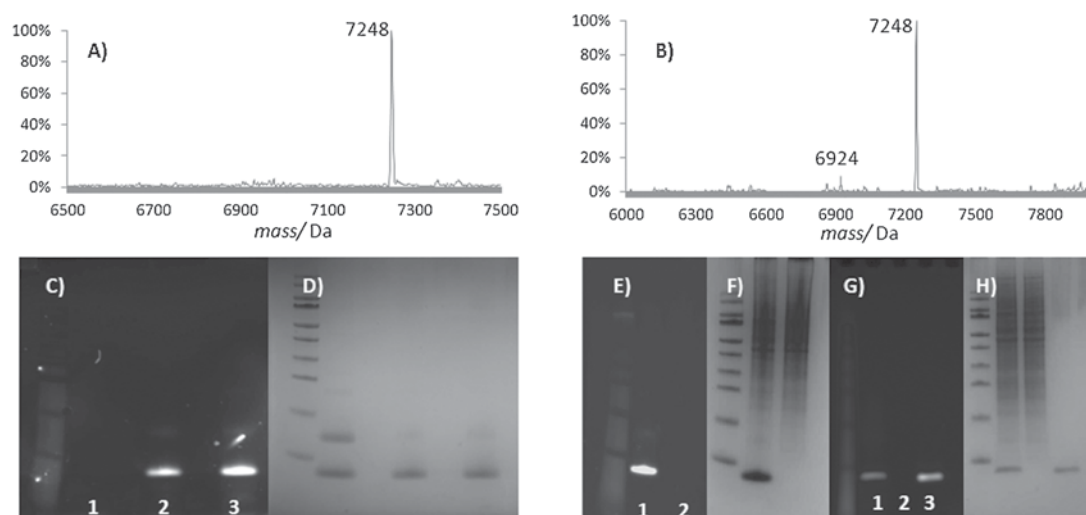 A)
7248
100%
80%
60%
40%
20%
0%
6500 6700 6900 7100 7300 7500
mass/ Da
B)
7248
6924
100%
80%
60%
40%
20%
0%
6000 6300 6600 6900 7200 7500 7800
mass/ Da
C) D)
1 2 3
E) F) G) H)
1 2 1 2 3